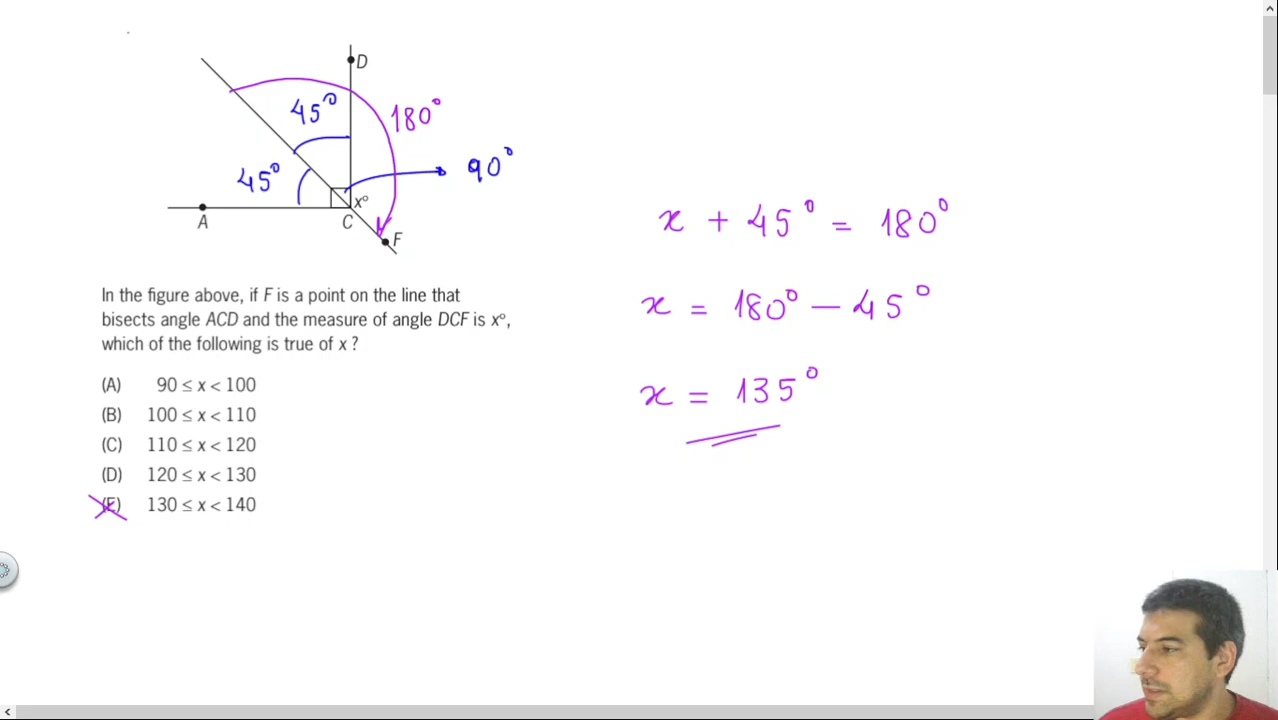 D
45°
180°
45°
90°
x°
A
C
F
x + 45° = 180°
x = 180° – 45°
x = 135°
In the figure above, if F is a point on the line that
bisects angle ACD and the measure of angle DCF is x°,
which of the following is true of x ?
(A) 90 ≤ x < 100
(B) 100 ≤ x < 110
(C) 110 ≤ x < 120
(D) 120 ≤ x < 130
(E) 130 ≤ x < 140